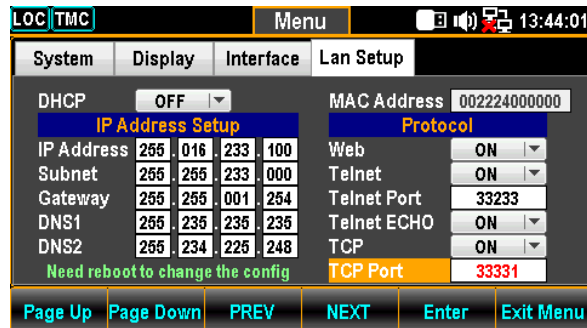 LOC TMC Menu 13:44:01
System Display Interface Lan Setup
DHCP OFF MAC Address 002224000000
IP Address Setup Protocol
IP Address 255 . 016 . 233 . 100 Web ON
Subnet 255 . 255 . 233 . 000 Telnet ON
Gateway 255 . 255 . 001 . 254 Telnet Port 33233
DNS1 255 . 235 . 235 . 235 Telnet ECHO ON
DNS2 255 . 234 . 225 . 248 TCP ON
Need reboot to change the config TCP Port 33331
Page Up Page Down PREV NEXT Enter Exit Menu